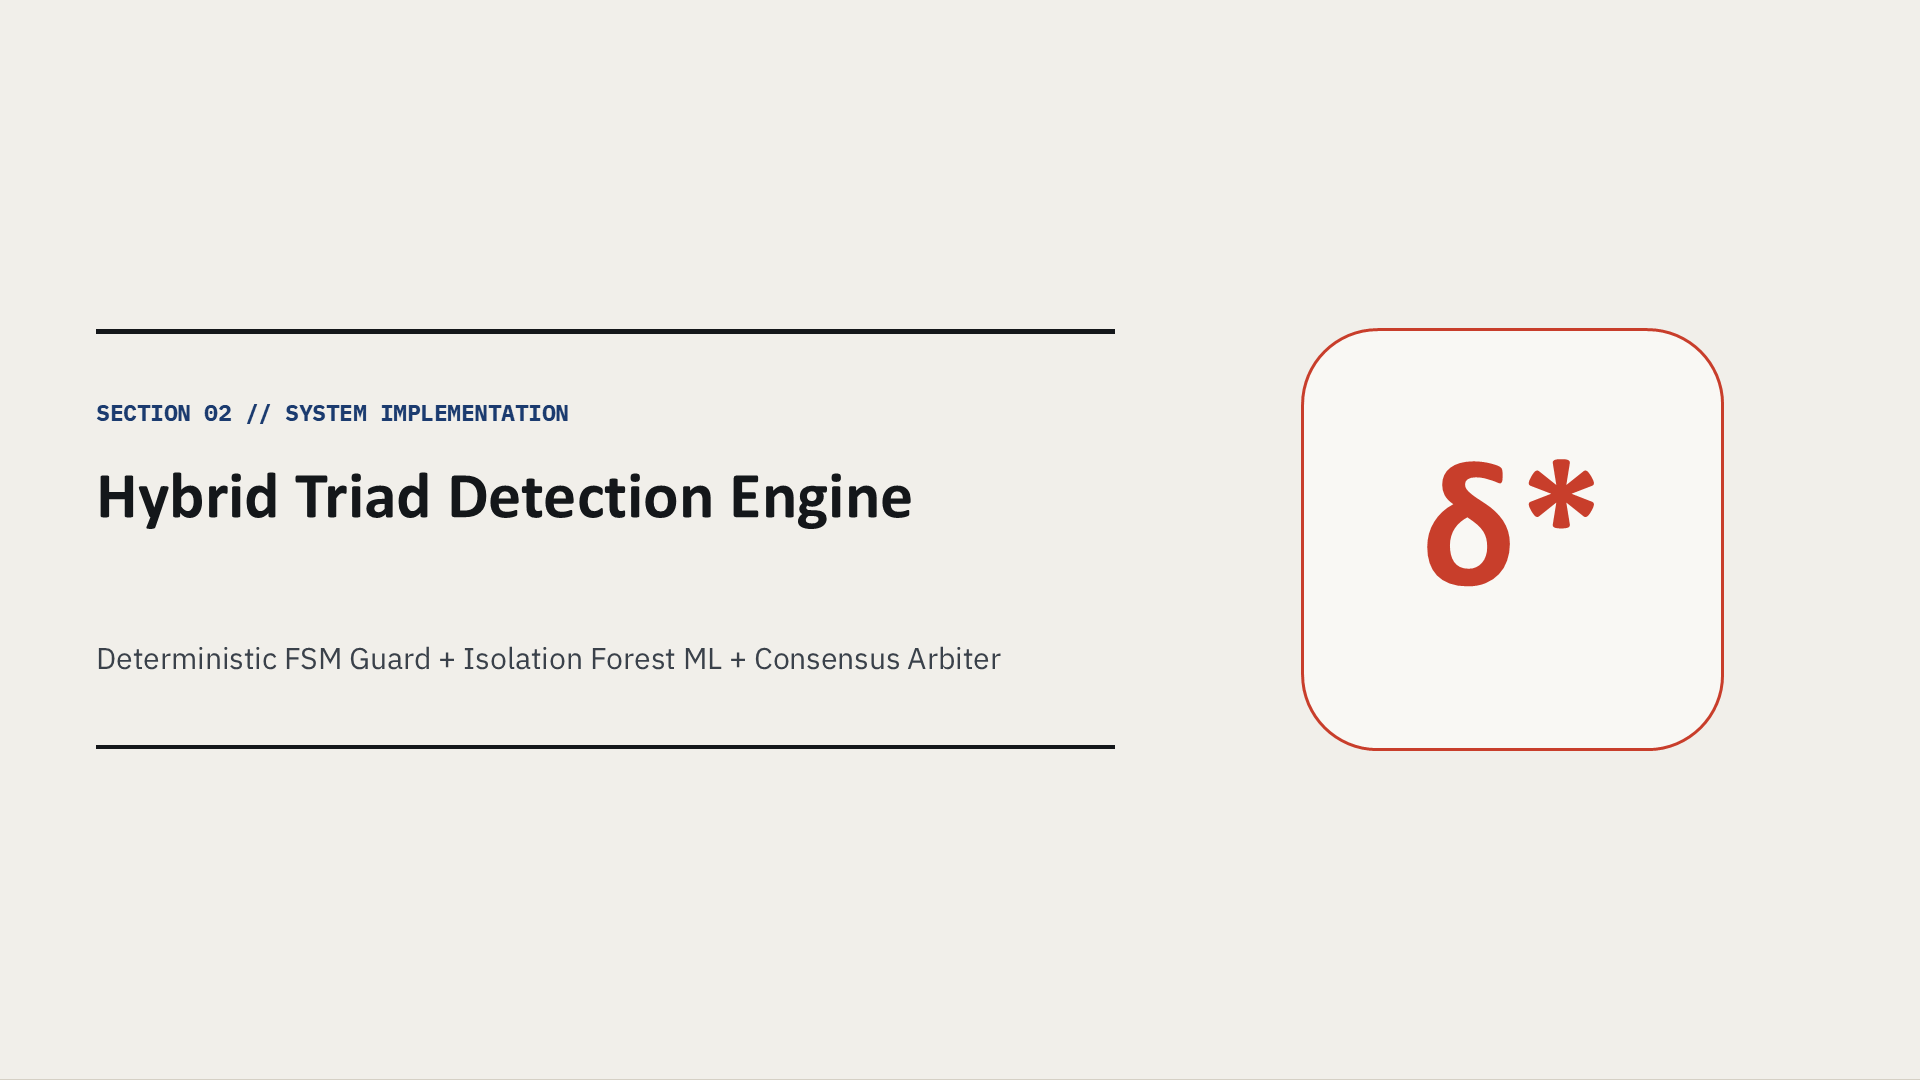 SECTION 02 // SYSTEM IMPLEMENTATION
Hybrid Triad Detection Engine
Deterministic FSM Guard + Isolation Forest ML + Consensus Arbiter
δ*